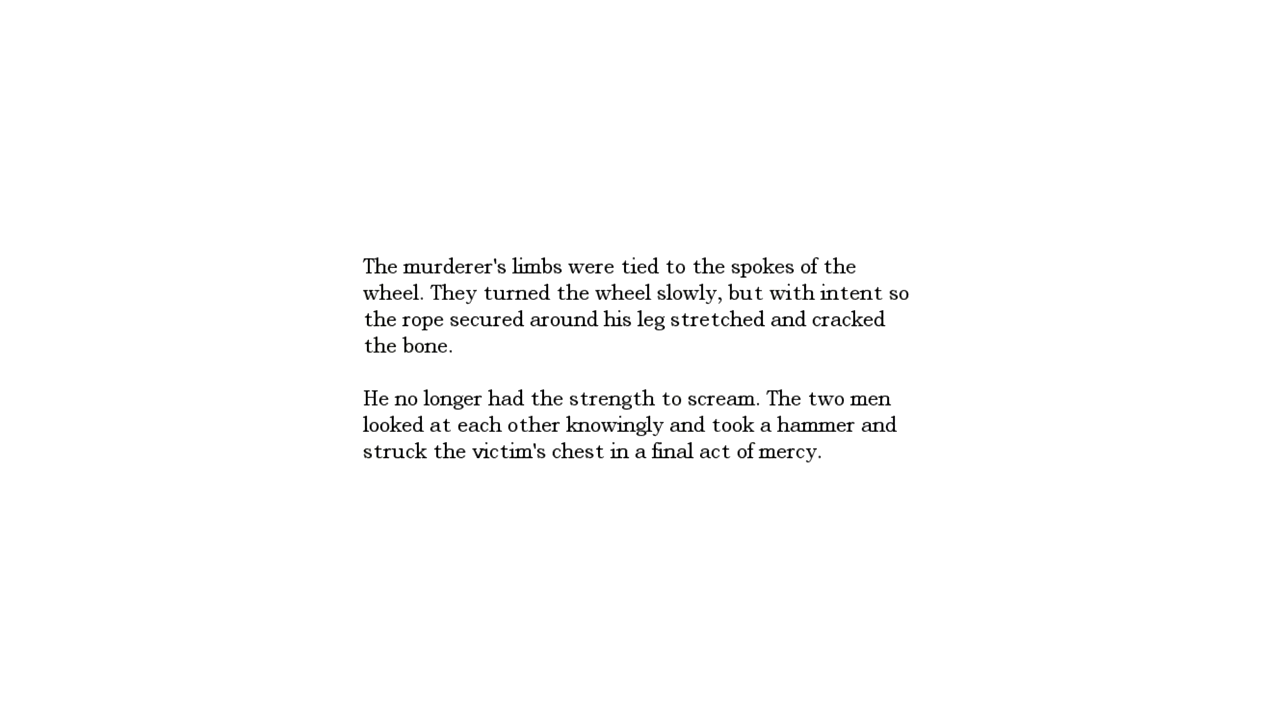 The murderer's limbs were tied to the spokes of the
wheel. They turned the wheel slowly, but with intent so
the rope secured around his leg stretched and cracked
the bone.
He no longer had the strength to scream. The two men
looked at each other knowingly and took a hammer and
struck the victim's chest in a final act of mercy.